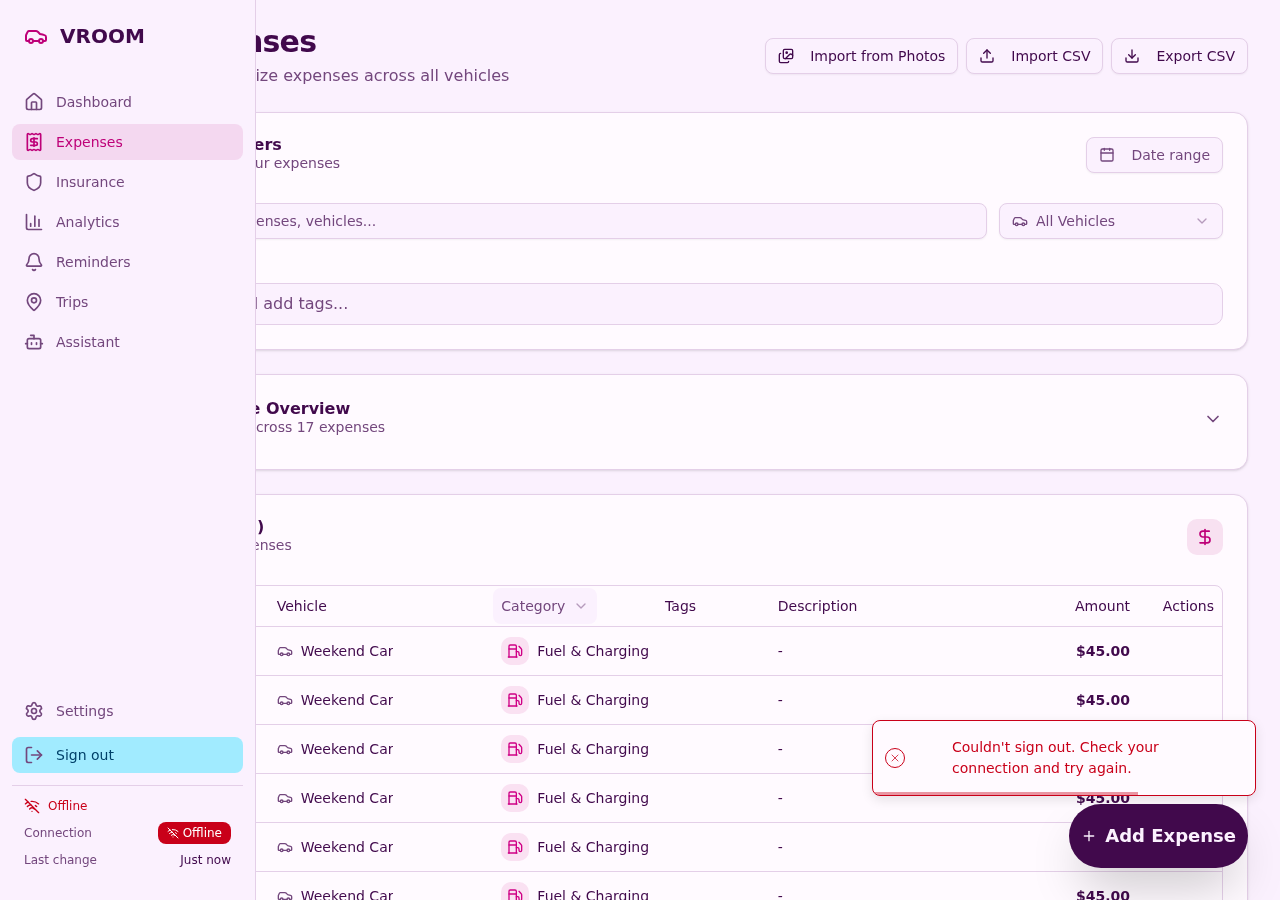 VROOM
Dashboard
Expenses
Insurance
Analytics
Reminders
Trips
Assistant
Settings
Sign out
Offline
Connection
Offline
Last change
Just now
ize expenses across all vehicles
Import from Photos
Import CSV
Export CSV
ur expenses
Date range
enses, vehicles...
All Vehicles
add tags...
Overview
cross 17 expenses
)
enses
Vehicle Category Tags Description Amount Actions
Weekend Car Fuel & Charging - $45.00
Weekend Car Fuel & Charging - $45.00
Weekend Car Fuel & Charging -
Weekend Car Fuel & Charging - $45.00
Weekend Car Fuel & Charging -
Weekend Car Fuel & Charging - $45.00
Couldn't sign out. Check your
connection and try again.
+ Add Expense